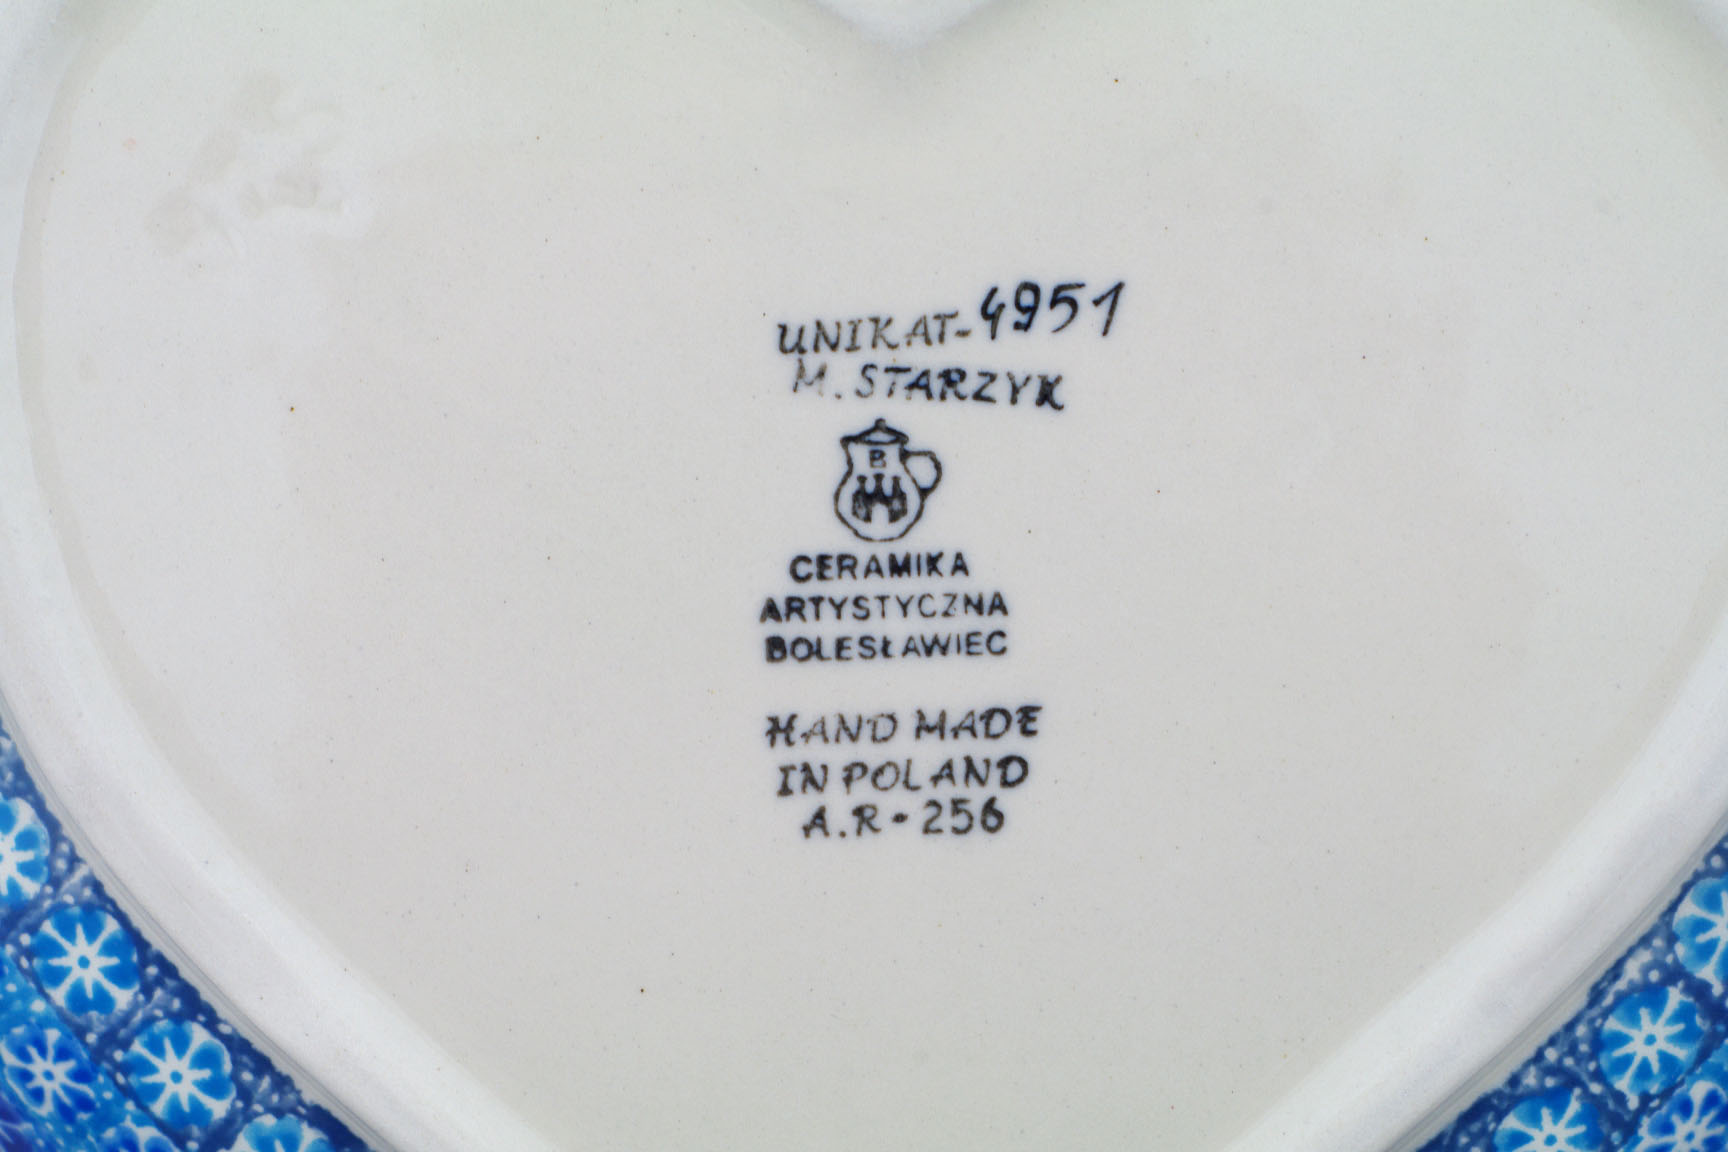 UNIKAT-4951
M. STARZYK
B
CERAMIKA
ARTYSTYCZNA
BOLESŁAWIEC
HAND MADE
IN POLAND
A.R-256